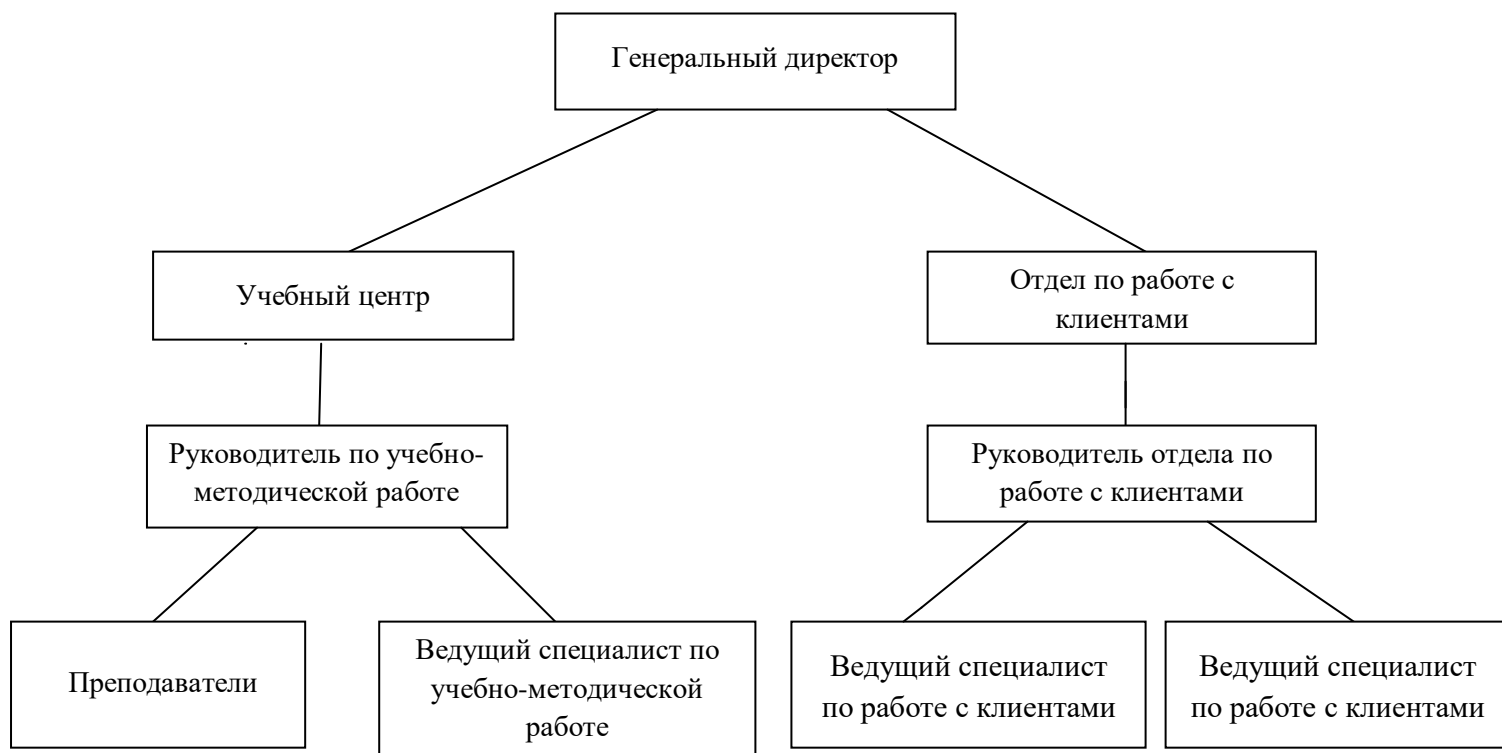 Генеральный директор
Учебный центр
Отдел по работе с
клиентами
Руководитель по учебно-
методической работе
Руководитель отдела по
работе с клиентами
Преподаватели
Ведущий специалист по
учебно-методической
работе
Ведущий специалист
по работе с клиентами
Ведущий специалист
по работе с клиентами